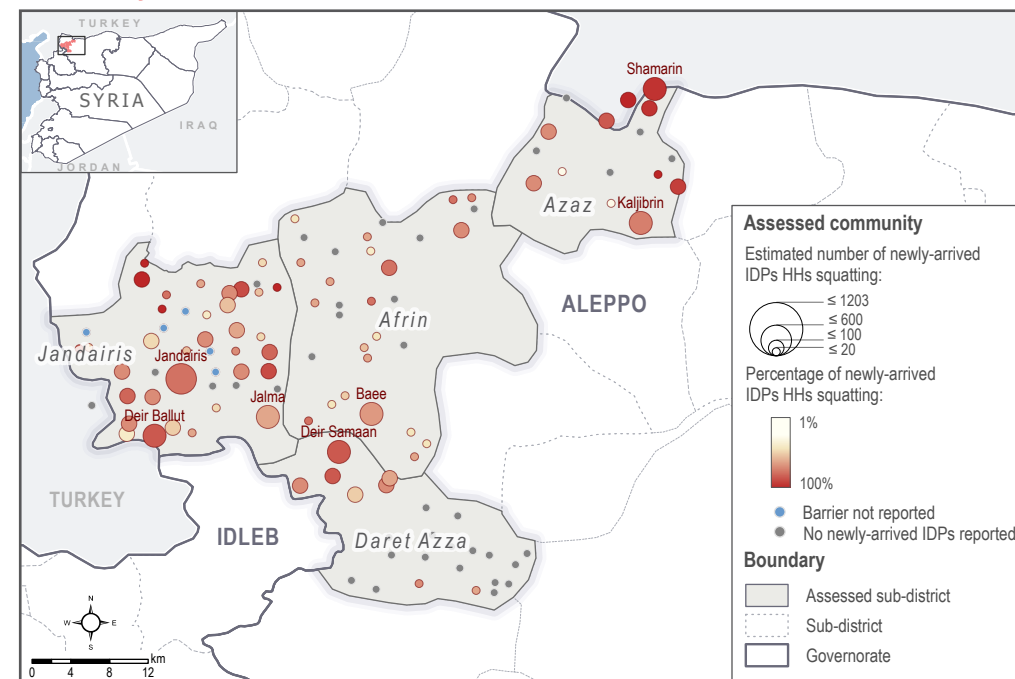 TURKEY
SYRIA
IRAQ
JORDAN
Shamarin
Kaljibrin
Azaz
ALEPPO
Afrin
Jandairis
Jandairis
Jalma
Baee
Deir Ballut
Deir Samaan
TURKEY
IDLEB
Daret Azza
N
W
E
S
km
0
4
8
12
Assessed community
Estimated number of newly-arrived
IDPs HHs squatting:
≤ 1203
≤ 600
≤ 100
≤ 20
Percentage of newly-arrived
IDPs HHs squatting:
1%
100%
Barrier not reported
No newly-arrived IDPs reported
Boundary
Assessed sub-district
Sub-district
Governorate